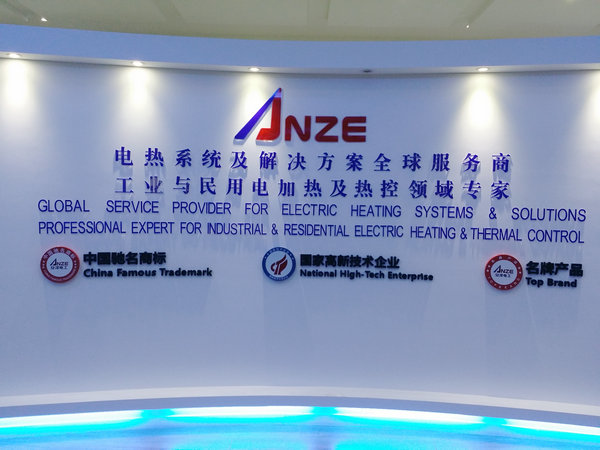 ANZE
电热系统及解决方案全球服务商
工业与民用电加热及热控领域专家
GLOBAL SERVICE PROVIDER FOR ELECTRIC HEATING SYSTEMS & SOLUTIONS
PROFESSIONAL EXPERT FOR INDUSTRIAL & RESIDENTIAL ELECTRIC HEATING & THERMAL CONTROL
ANZE
中国驰名商标
China Famous Trademark
国家高新技术企业
National High-Tech Enterprise
ANZE
名牌产品
Top Brand